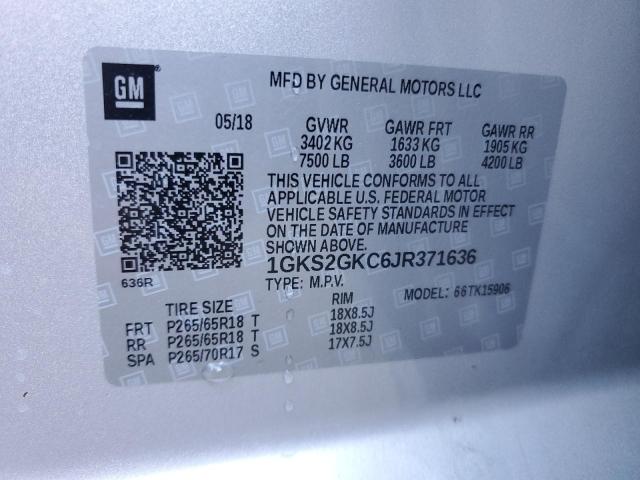 GM
MFD BY GENERAL MOTORS LLC
05/18 GVWR GAWR FRT GAWR RR
3402 KG 1633 KG 1905 KG
7500 LB 3600 LB 4200 LB
THIS VEHICLE CONFORMS TO ALL
APPLICABLE U.S. FEDERAL MOTOR
VEHICLE SAFETY STANDARDS IN EFFECT
ON THE DATE OF MANUFACTURE
SHOWN ABOVE.
1GKS2GKC6JR371636
636R TYPE: M.P.V. MODEL: 66TK15906
TIRE SIZE RIM
FRT P265/65R18 T 18X8.5J
RR P265/65R18 T 18X8.5J
SPA P265/70R17 S 17X7.5J